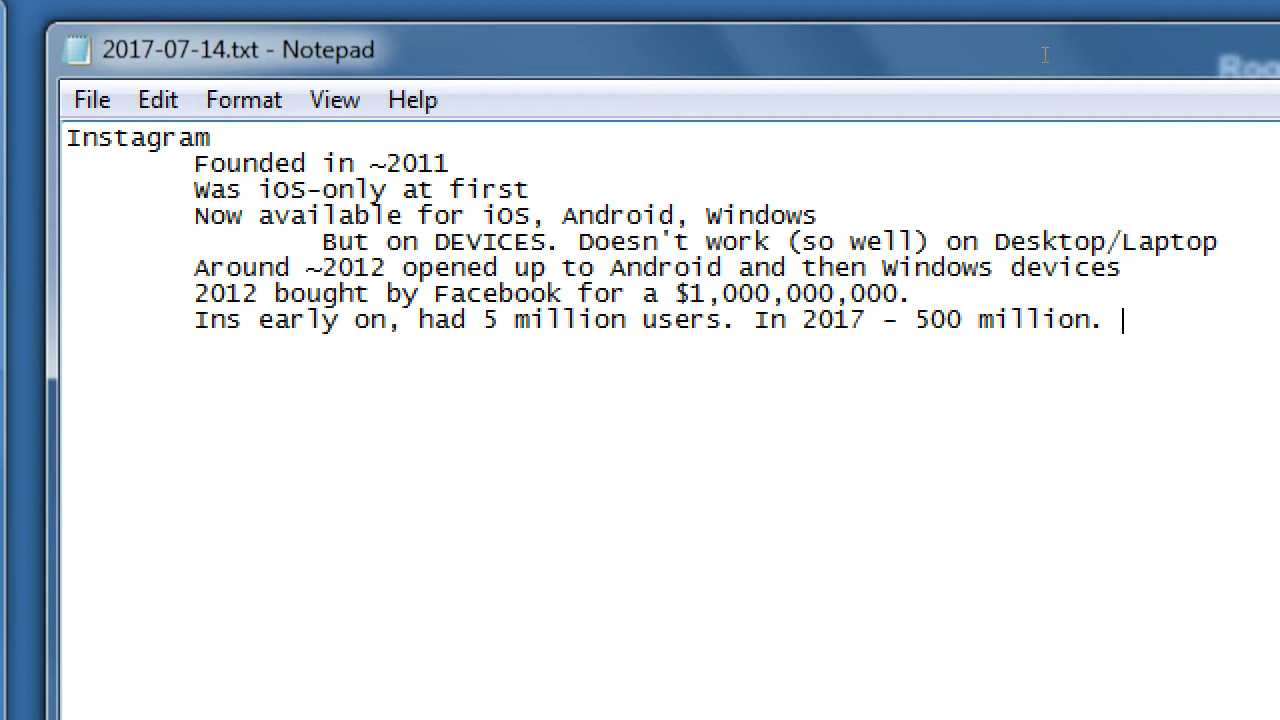 2017-07-14.txt - Notepad
Roo
File Edit Format View Help
Instagram
Founded in ~2011
Was iOS-only at first
Now available for iOS, Android, Windows
But on DEVICES. Doesn't work (so well) on Desktop/Laptop
Around ~2012 opened up to Android and then Windows devices
2012 bought by Facebook for a $1,000,000,000.
Ins early on, had 5 million users. In 2017 - 500 million.